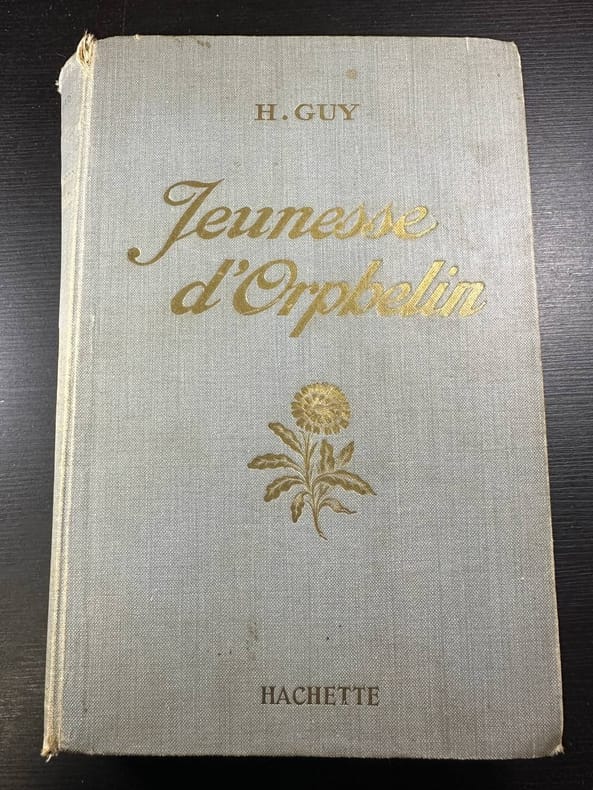 H. GUY
Jeunesse
d'Orphelin
HACHETTE